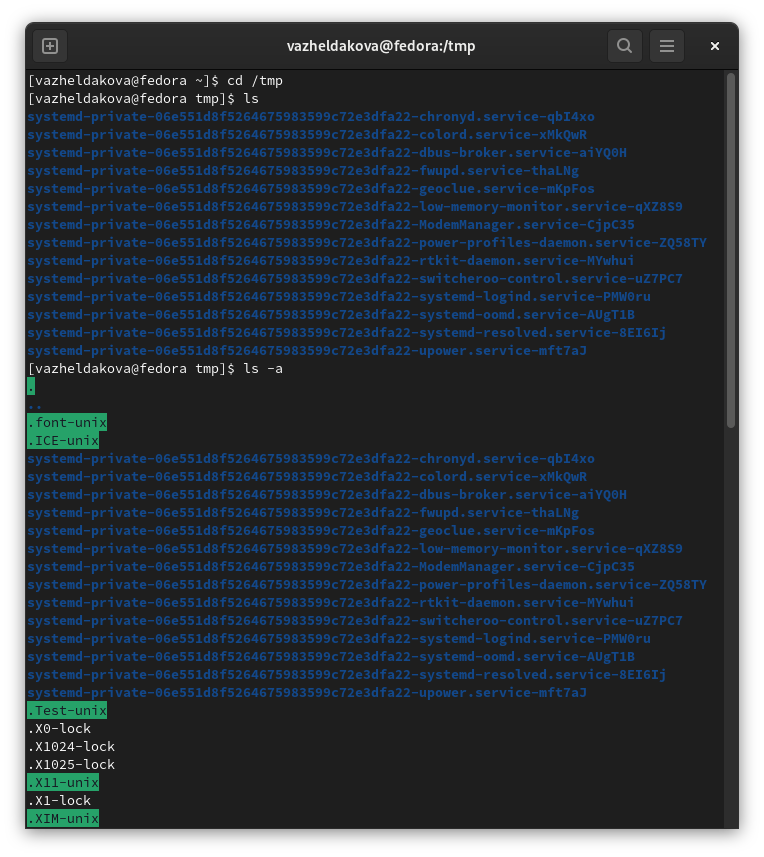 vazheldakova@fedora:/tmp
[vazheldakova@fedora ~]$ cd /tmp
[vazheldakova@fedora tmp]$ ls
systemd-private-06e551d8f5264675983599c72e3dfa22-chronyd.service-qbI4xo
systemd-private-06e551d8f5264675983599c72e3dfa22-colord.service-xMkQwR
systemd-private-06e551d8f5264675983599c72e3dfa22-dbus-broker.service-aiYQ0H
systemd-private-06e551d8f5264675983599c72e3dfa22-fwupd.service-thaLNg
systemd-private-06e551d8f5264675983599c72e3dfa22-geoclue.service-mKpFos
systemd-private-06e551d8f5264675983599c72e3dfa22-low-memory-monitor.service-qXZ8S9
systemd-private-06e551d8f5264675983599c72e3dfa22-ModemManager.service-CjpC35
systemd-private-06e551d8f5264675983599c72e3dfa22-power-profiles-daemon.service-ZQ58TY
systemd-private-06e551d8f5264675983599c72e3dfa22-rtkit-daemon.service-MYwhui
systemd-private-06e551d8f5264675983599c72e3dfa22-switcheroo-control.service-uZ7PC7
systemd-private-06e551d8f5264675983599c72e3dfa22-systemd-logind.service-PMW0ru
systemd-private-06e551d8f5264675983599c72e3dfa22-systemd-oomd.service-AUgT1B
systemd-private-06e551d8f5264675983599c72e3dfa22-systemd-resolved.service-8EI6Ij
systemd-private-06e551d8f5264675983599c72e3dfa22-upower.service-mft7aJ
[vazheldakova@fedora tmp]$ ls -a
.
..
.font-unix
.ICE-unix
systemd-private-06e551d8f5264675983599c72e3dfa22-chronyd.service-qbI4xo
systemd-private-06e551d8f5264675983599c72e3dfa22-colord.service-xMkQwR
systemd-private-06e551d8f5264675983599c72e3dfa22-dbus-broker.service-aiYQ0H
systemd-private-06e551d8f5264675983599c72e3dfa22-fwupd.service-thaLNg
systemd-private-06e551d8f5264675983599c72e3dfa22-geoclue.service-mKpFos
systemd-private-06e551d8f5264675983599c72e3dfa22-low-memory-monitor.service-qXZ8S9
systemd-private-06e551d8f5264675983599c72e3dfa22-ModemManager.service-CjpC35
systemd-private-06e551d8f5264675983599c72e3dfa22-power-profiles-daemon.service-ZQ58TY
systemd-private-06e551d8f5264675983599c72e3dfa22-rtkit-daemon.service-MYwhui
systemd-private-06e551d8f5264675983599c72e3dfa22-switcheroo-control.service-uZ7PC7
systemd-private-06e551d8f5264675983599c72e3dfa22-systemd-logind.service-PMW0ru
systemd-private-06e551d8f5264675983599c72e3dfa22-systemd-oomd.service-AUgT1B
systemd-private-06e551d8f5264675983599c72e3dfa22-systemd-resolved.service-8EI6Ij
systemd-private-06e551d8f5264675983599c72e3dfa22-upower.service-mft7aJ
.Test-unix
.X0-lock
.X1024-lock
.X1025-lock
.X11-unix
.X1-lock
.XIM-unix